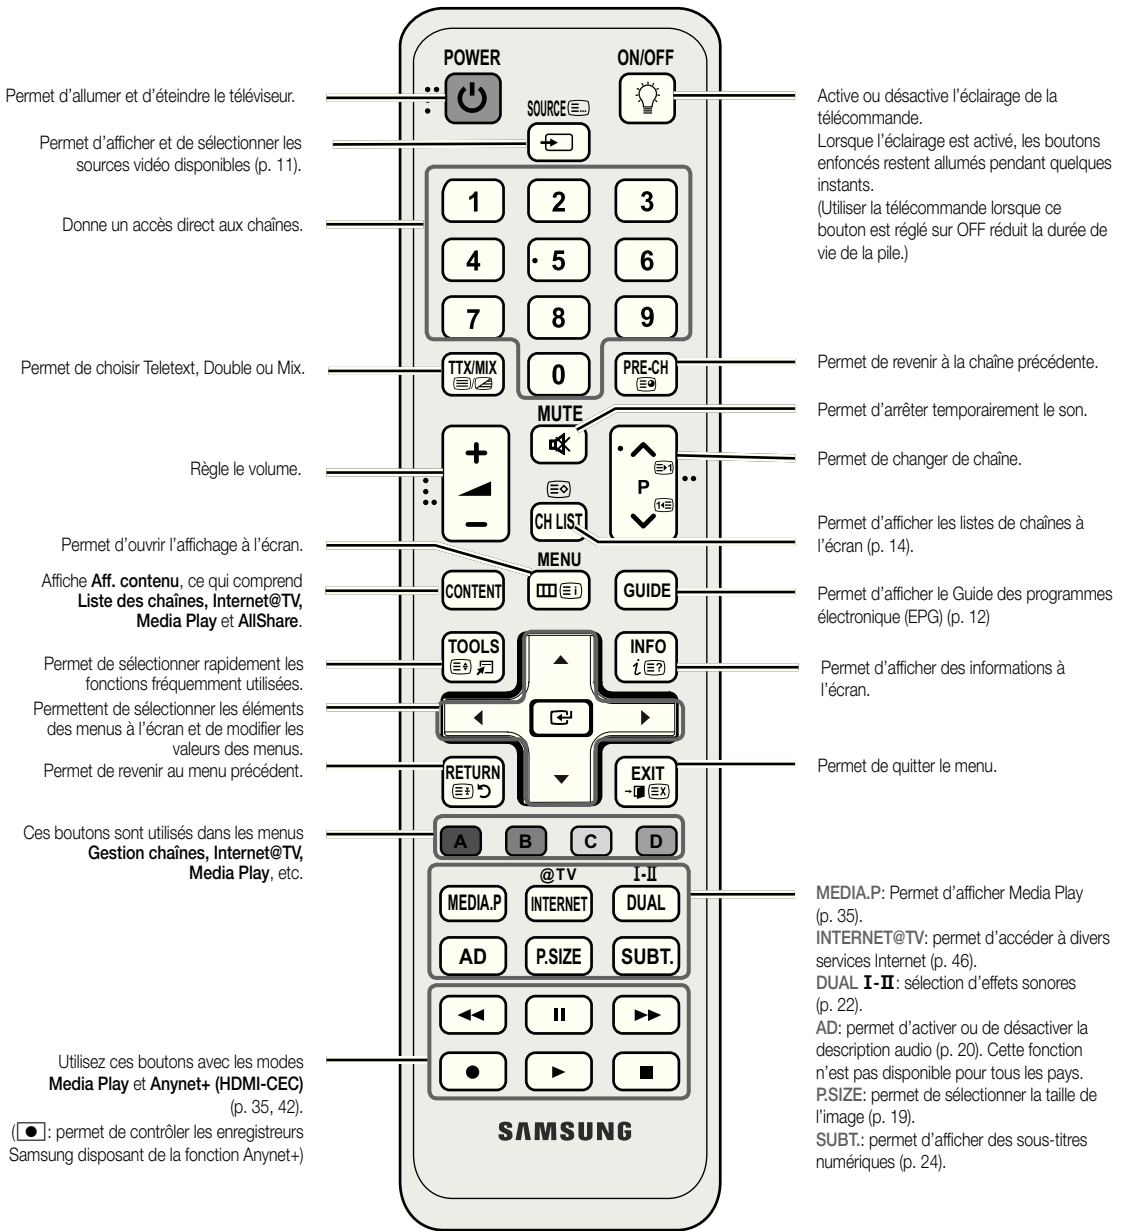 POWER
ON/OFF
SOURCE
1
2
3
4
5
6
7
8
9
TTX/MIX
0
PRE-CH
MUTE
+
P
−
CH LIST
MENU
CONTENT
GUIDE
TOOLS
INFO
RETURN
EXIT
A
B
C
D
@TV
I-II
MEDIA.P
INTERNET
DUAL
AD
P.SIZE
SUBT.
SAMSUNG
Permet d’allumer et d’éteindre le téléviseur.
Permet d’afficher et de sélectionner les
sources vidéo disponibles (p. 11).
Donne un accès direct aux chaînes.
Permet de choisir Teletext, Double ou Mix.
Règle le volume.
Permet d’ouvrir l’affichage à l’écran.
Affiche Aff. contenu, ce qui comprend
Liste des chaînes, Internet@TV,
Media Play et AllShare.
Permet de sélectionner rapidement les
fonctions fréquemment utilisées.
Permettent de sélectionner les éléments
des menus à l’écran et de modifier les
valeurs des menus.
Permet de revenir au menu précédent.
Ces boutons sont utilisés dans les menus
Gestion chaînes, Internet@TV,
Media Play, etc.
Utilisez ces boutons avec les modes
Media Play et Anynet+ (HDMI-CEC)
(p. 35, 42).
(●: permet de contrôler les enregistreurs
Samsung disposant de la fonction Anynet+)
Active ou désactive l’éclairage de la
télécommande.
Lorsque l’éclairage est activé, les boutons
enfoncés restent allumés pendant quelques
instants.
(Utiliser la télécommande lorsque ce
bouton est réglé sur OFF réduit la durée de
vie de la pile.)
Permet de revenir à la chaîne précédente.
Permet d’arrêter temporairement le son.
Permet de changer de chaîne.
Permet d’afficher les listes de chaînes à
l’écran (p. 14).
Permet d’afficher le Guide des programmes
électronique (EPG) (p. 12)
Permet d’afficher des informations à
l’écran.
Permet de quitter le menu.
MEDIA.P: Permet d’afficher Media Play
(p. 35).
INTERNET@TV: permet d’accéder à divers
services Internet (p. 46).
DUAL I-II: sélection d’effets sonores
(p. 22).
AD: permet d’activer ou de désactiver la
description audio (p. 20). Cette fonction
n’est pas disponible pour tous les pays.
P.SIZE: permet de sélectionner la taille de
l’image (p. 19).
SUBT.: permet d’afficher des sous-titres
numériques (p. 24).